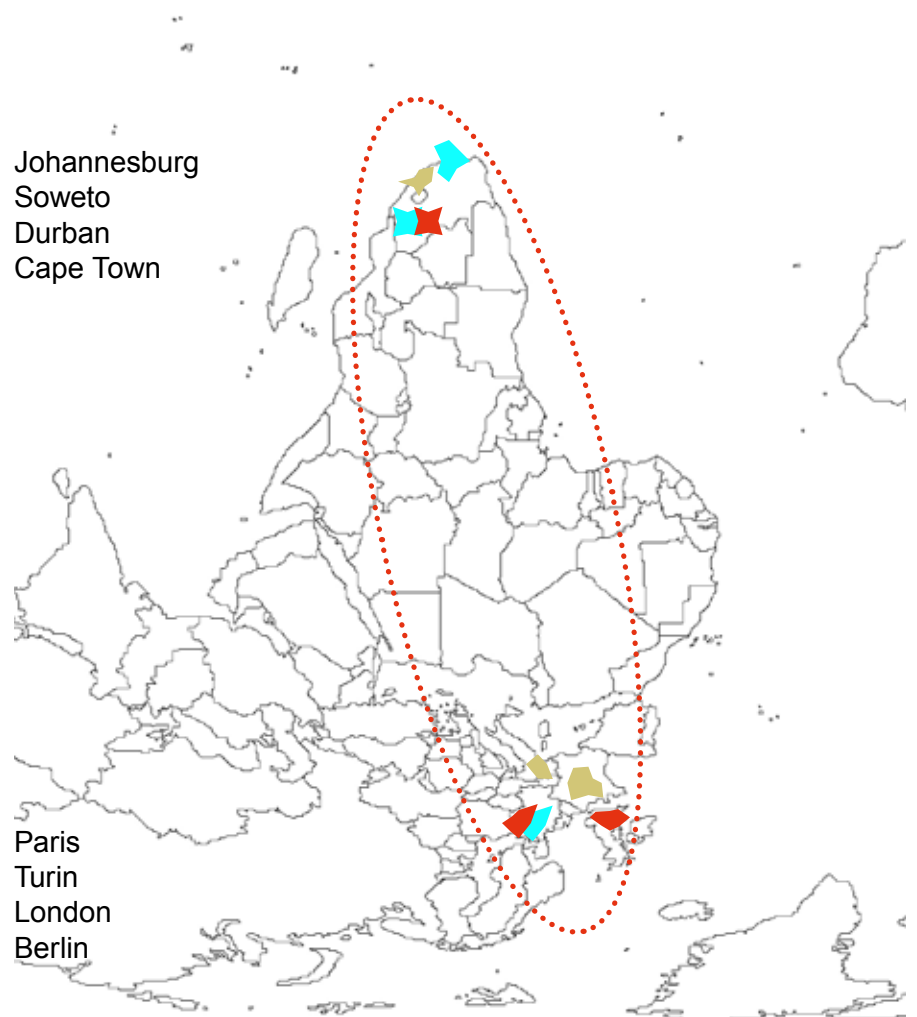 Johannesburg
Soweto
Durban
Cape Town
Paris
Turin
London
Berlin